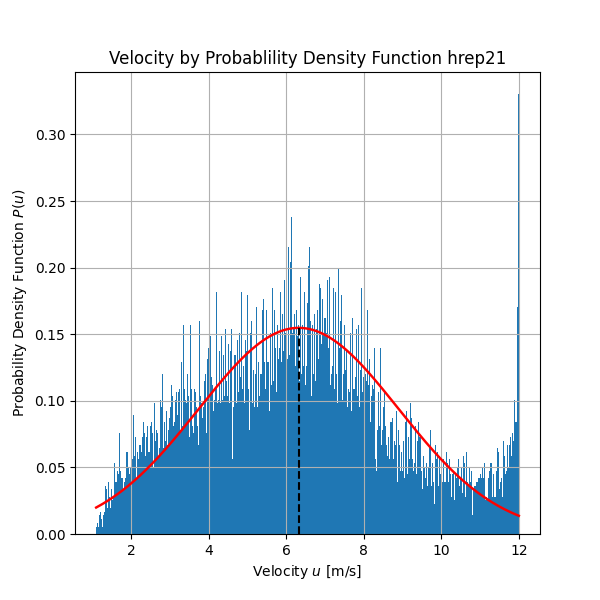 Velocity by Probablility Density Function hrep21
Probability Density Function P(u)
0.30
0.25
0.20
0.15
0.10
0.05
0.00
2 4 6 8 10 12
Velocity u [m/s]